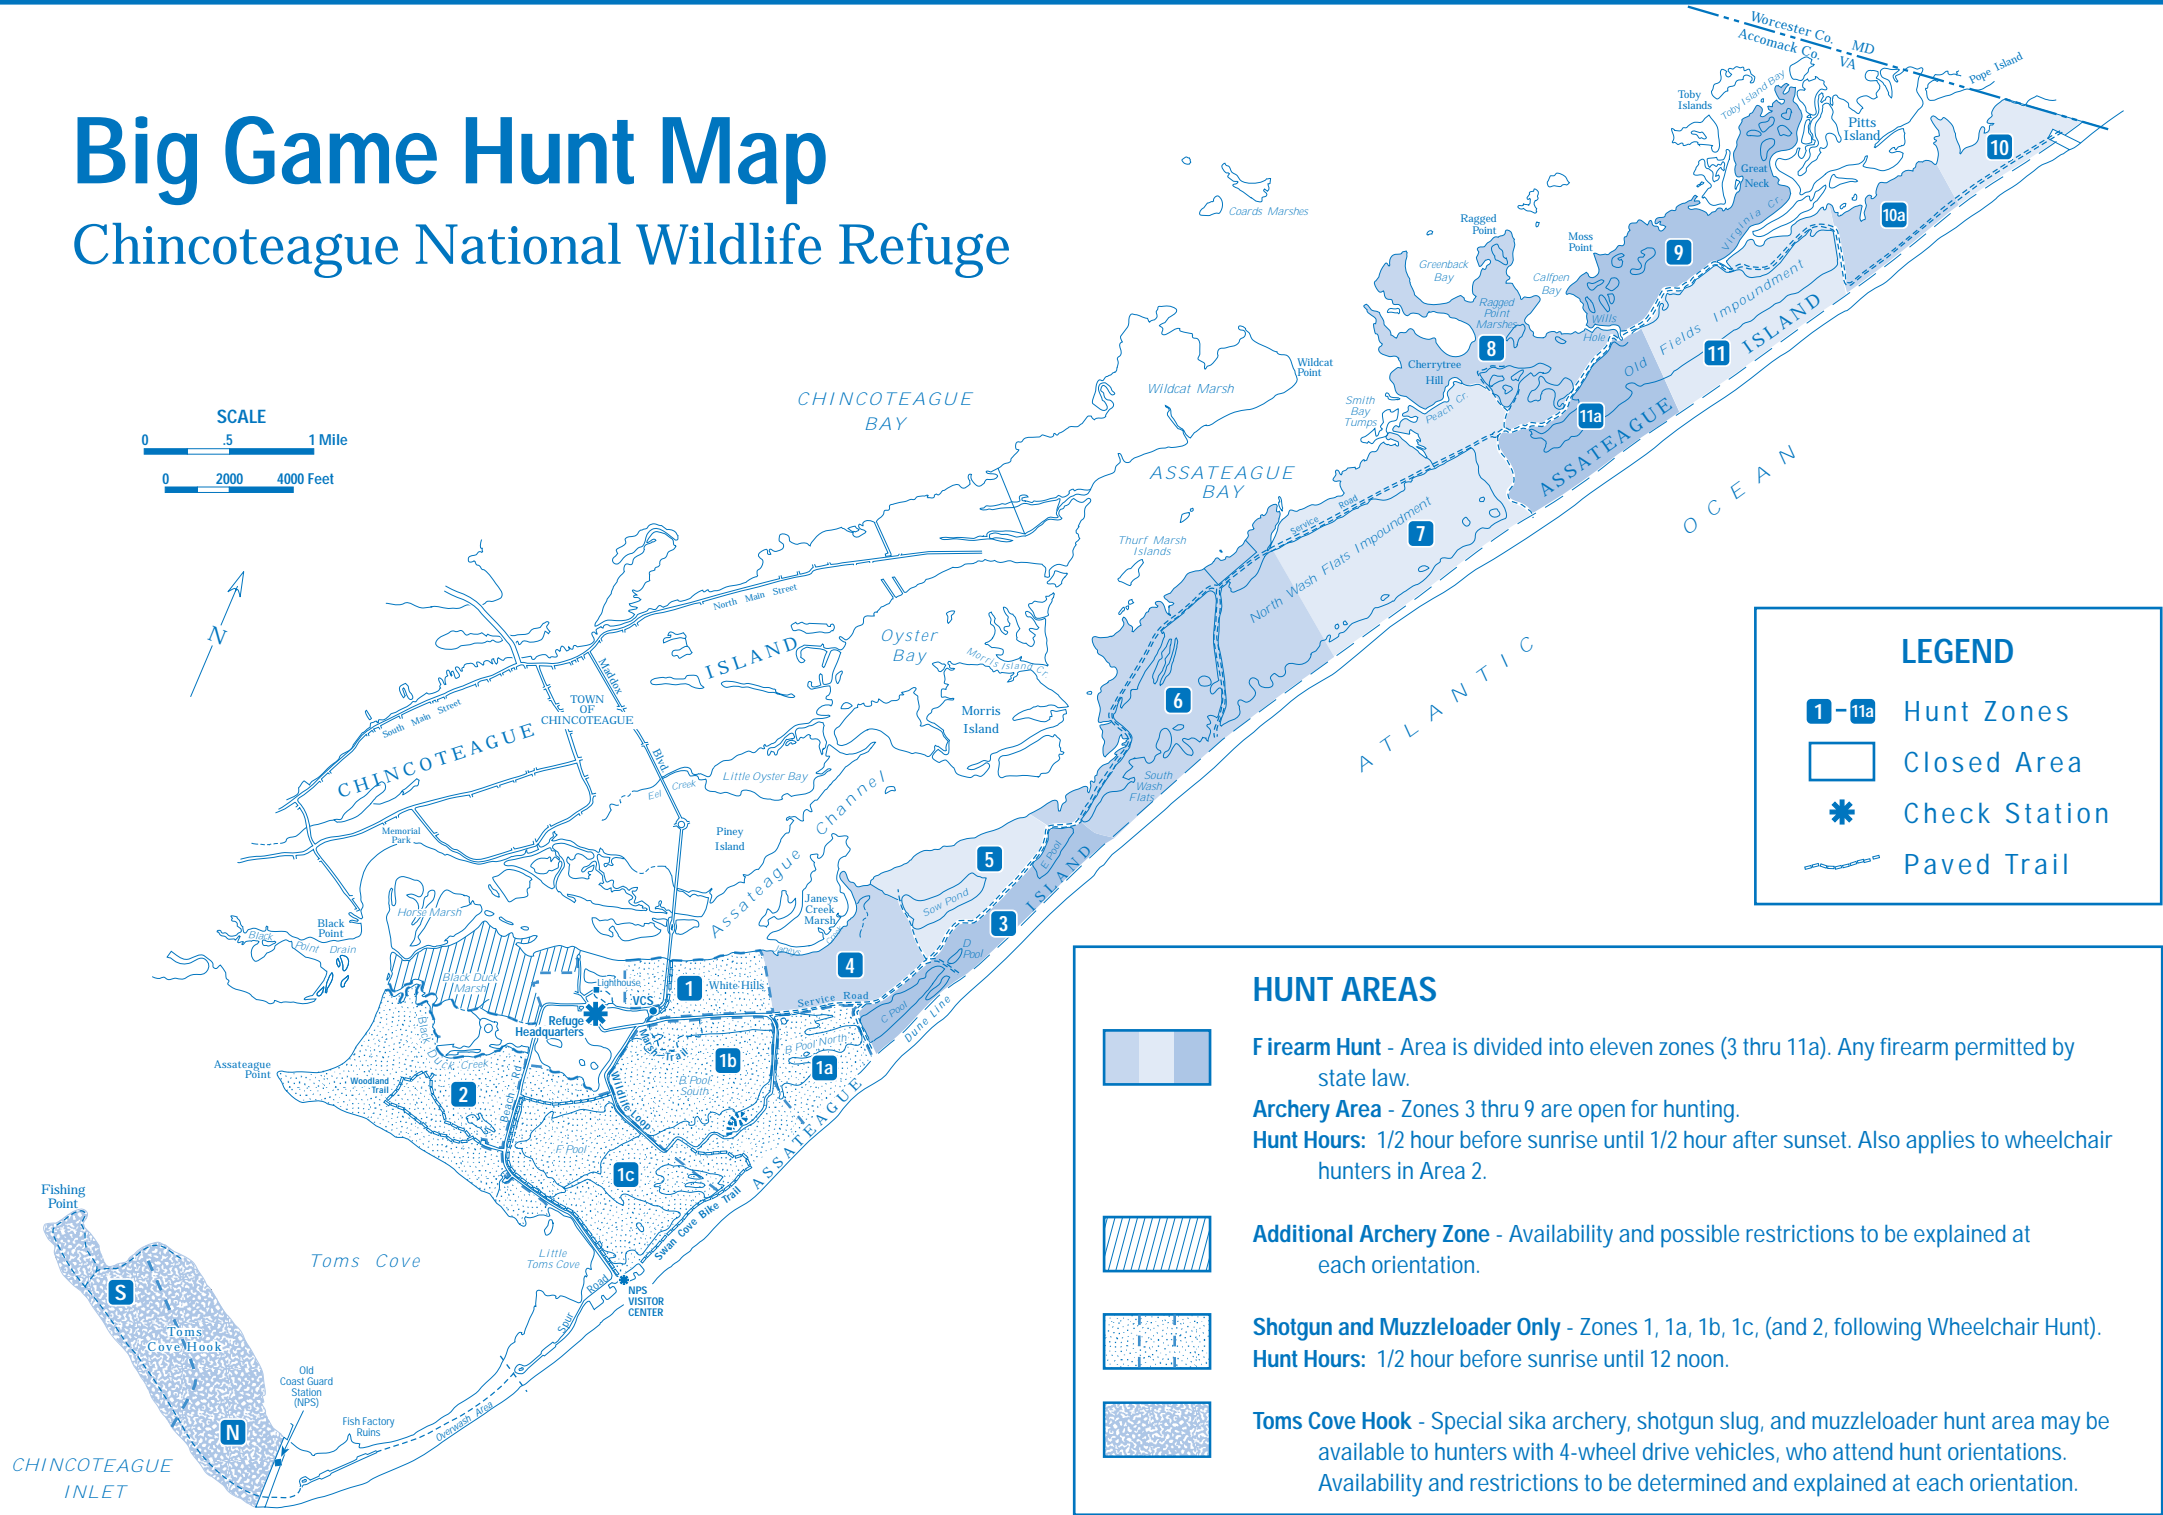 Big Game Hunt Map
Chincoteague National Wildlife Refuge
Worcester Co. MD
Accomack Co. VA
Pope Island
Toby Island Bay
Toby
Islands
Pitts
Island
10
Great
Neck
10a
Virginia Cr.
9
Coards Marshes
Ragged
Point
Moss
Point
Greenback
Bay
Calfpen
Bay
Ragged
Point
Marshes
Wills
Hole
8
Cherrytree
Hill
Old Fields Impoundment
11
ASSATEAGUE ISLAND
11a
Smith
Bay
Tumps
Peach Cr.
Wildcat
Point
Wildcat Marsh
CHINCOTEAGUE
BAY
SCALE
0 .5 1 Mile
0 2000 4000 Feet
N
ASSATEAGUE
BAY
Service Road
North Wash Flats Impoundment
7
Thurf Marsh
Islands
ATLANTIC OCEAN
North Main Street
Oyster
Bay
Morris Island Cr.
Morris
Island
6
South
Wash
Flats
CHINCOTEAGUE ISLAND
Maddox Blvd
TOWN
OF
CHINCOTEAGUE
South Main Street
Little Oyster Bay
Eel Creek
Memorial
Park
Piney
Island
Assateague Channel
5
E Pool
Sow Pond
3
D
Pool
Janeys
Creek
Marsh
Janeys Creek
4
Horse Marsh
Black
Point
Black Point Drain
Black Duck
Marsh
Lighthouse
VCS
1
White Hills
Service Road
C Pool
Dune Line
Refuge
Headquarters
Marsh Trail
Black Duck Creek
1b
B Pool North
1a
B Pool
South
Assateague
Point
Woodland
Trail
2
Beach Rd
Wildlife Loop
F Pool
1c
ASSATEAGUE ISLAND
Swan Cove Bike Trail
Fishing
Point
Toms Cove
Little
Toms Cove
NPS
VISITOR
CENTER
Spur Road
S
Toms
Cove Hook
Old
Coast Guard
Station
(NPS)
N
Fish Factory
Ruins
Overwash Area
CHINCOTEAGUE
INLET
LEGEND
1 - 11a Hunt Zones
Closed Area
Check Station
Paved Trail
HUNT AREAS
Firearm Hunt - Area is divided into eleven zones (3 thru 11a). Any firearm permitted by
state law.
Archery Area - Zones 3 thru 9 are open for hunting.
Hunt Hours: 1/2 hour before sunrise until 1/2 hour after sunset. Also applies to wheelchair
hunters in Area 2.
Additional Archery Zone - Availability and possible restrictions to be explained at
each orientation.
Shotgun and Muzzleloader Only - Zones 1, 1a, 1b, 1c, (and 2, following Wheelchair Hunt).
Hunt Hours: 1/2 hour before sunrise until 12 noon.
Toms Cove Hook - Special sika archery, shotgun slug, and muzzleloader hunt area may be
available to hunters with 4-wheel drive vehicles, who attend hunt orientations.
Availability and restrictions to be determined and explained at each orientation.